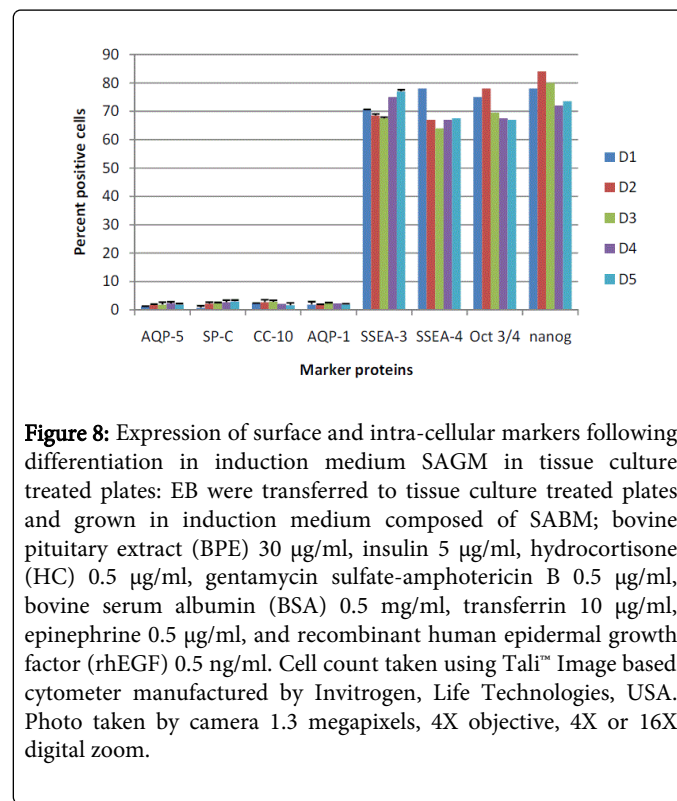 90
80
70
60
50
40
30
20
10
0
Percent positive cells
AQP-5 SP-C CC-10 AQP-1 SSEA-3 SSEA-4 Oct 3/4 nanog
Marker proteins
D1
D2
D3
D4
D5
Figure 8: Expression of surface and intra-cellular markers following
differentiation in induction medium SAGM in tissue culture
treated plates: EB were transferred to tissue culture treated plates
and grown in induction medium composed of SABM; bovine
pituitary extract (BPE) 30 μg/ml, insulin 5 μg/ml, hydrocortisone
(HC) 0.5 μg/ml, gentamycin sulfate-amphotericin B 0.5 μg/ml,
bovine serum albumin (BSA) 0.5 mg/ml, transferrin 10 μg/ml,
epinephrine 0.5 μg/ml, and recombinant human epidermal growth
factor (rhEGF) 0.5 ng/ml. Cell count taken using Tali™ Image based
cytometer manufactured by Invitrogen, Life Technologies, USA.
Photo taken by camera 1.3 megapixels, 4X objective, 4X or 16X
digital zoom.